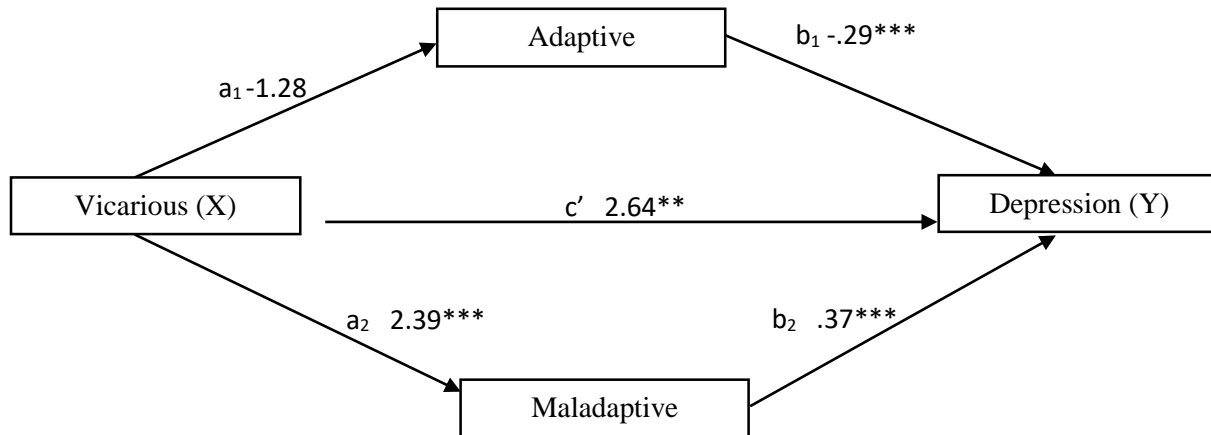 Adaptive
b₁ -.29***
a₁ -1.28
Vicarious (X)
c’ 2.64**
Depression (Y)
a₂ 2.39***
b₂ .37***
Maladaptive